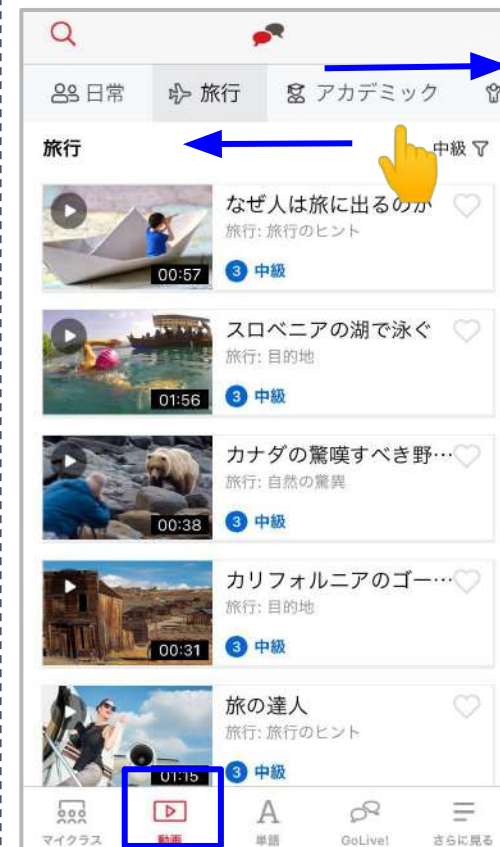 日常 旅行 アカデミック
旅行 中級
なぜ人は旅に出るのか
旅行: 旅行のヒント
00:57 3 中級
スロベニアの湖で泳ぐ
旅行: 目的地
01:56 3 中級
カナダの驚嘆すべき野…
旅行: 自然の驚異
00:38 3 中級
カリフォルニアのゴー…
旅行: 目的地
00:31 3 中級
旅の達人
旅行: 旅行のヒント
01:15 3 中級
マイクラス 動画 単語 GoLive! さらに見る